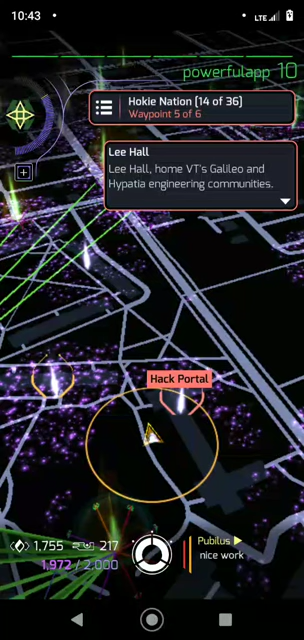 10:43
LTE
powerfulapp 10
Hokie Nation [14 of 36]
Waypoint 5 of 6
Lee Hall
Lee Hall, home VT's Galileo and
Hypatia engineering communities.
Hack Portal
1,755 217
1,972 / 2,000
Pubilus
nice work